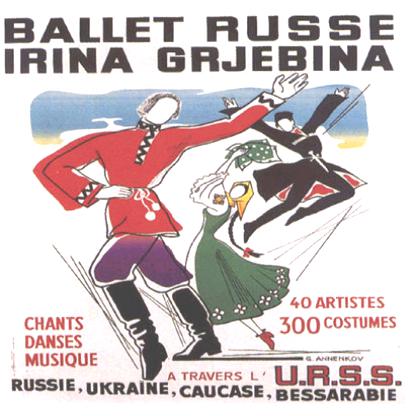 BALLET RUSSE
IRINA GRJEBINA
40 ARTISTES
300 COSTUMES
CHANTS
DANSES
MUSIQUE
G. ANNENKOV
A TRAVERS L' U.R.S.S.
RUSSIE, UKRAINE, CAUCASE, BESSARABIE